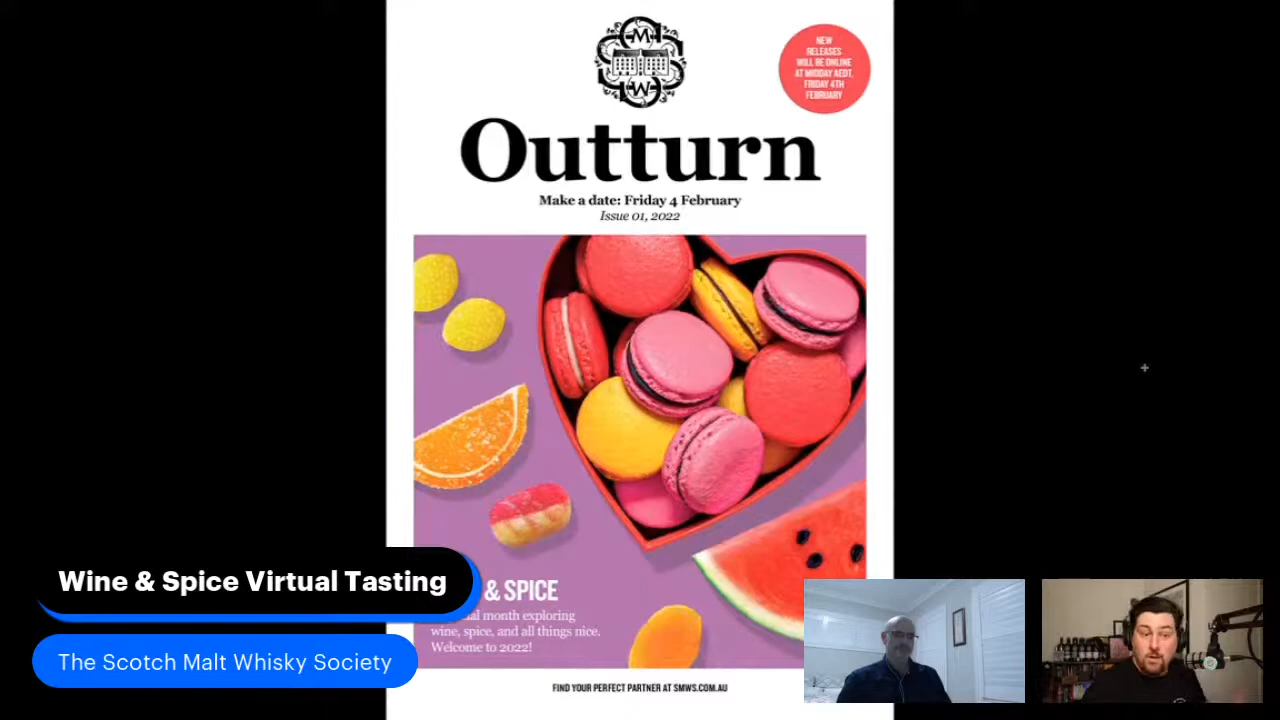 M
S
S
W
NEW
RELEASES
WILL BE ONLINE
AT MIDDAY AEDT,
FRIDAY 4TH
FEBRUARY
Outturn
Make a date: Friday 4 February
Issue 01, 2022
& SPICE
month exploring
wine, spice, and all things nice.
Welcome to 2022!
FIND YOUR PERFECT PARTNER AT SMWS.COM.AU
Wine & Spice Virtual Tasting
The Scotch Malt Whisky Society